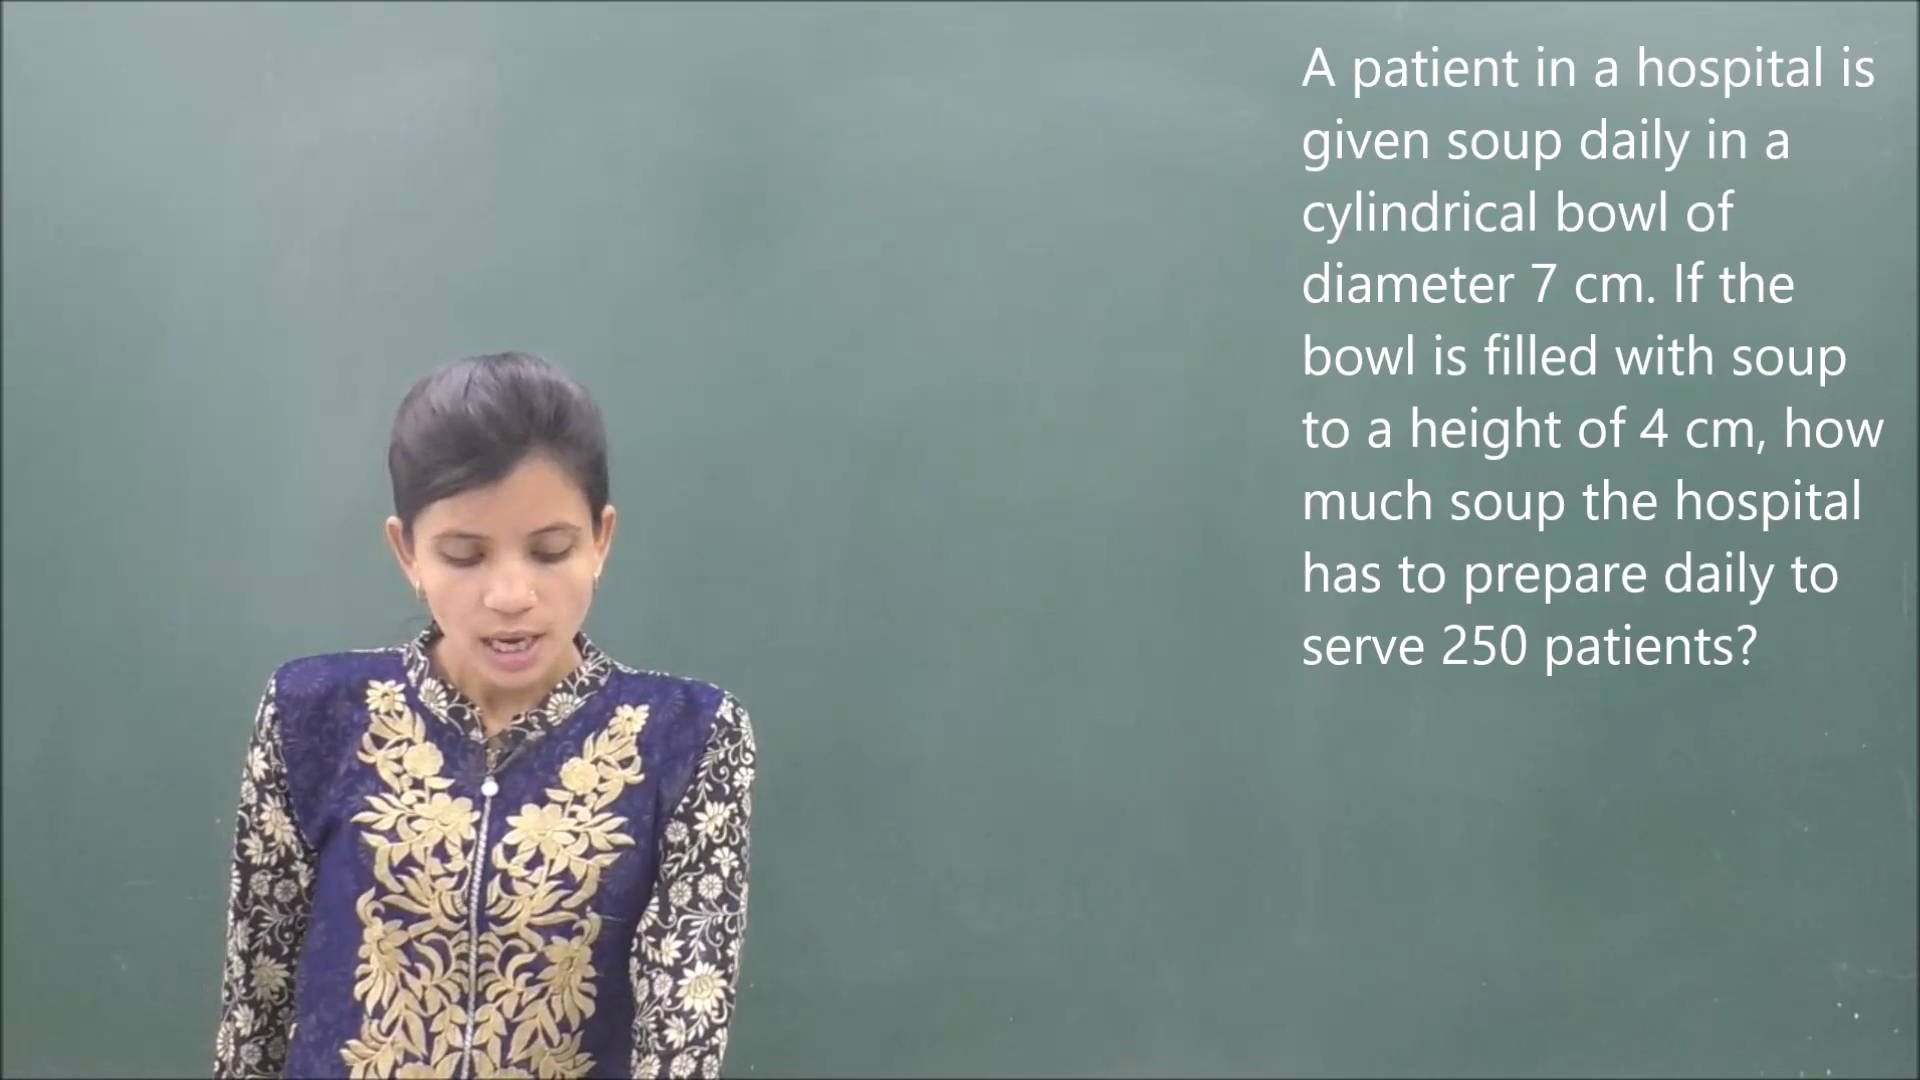 A patient in a hospital is
given soup daily in a
cylindrical bowl of
diameter 7 cm. If the
bowl is filled with soup
to a height of 4 cm, how
much soup the hospital
has to prepare daily to
serve 250 patients?